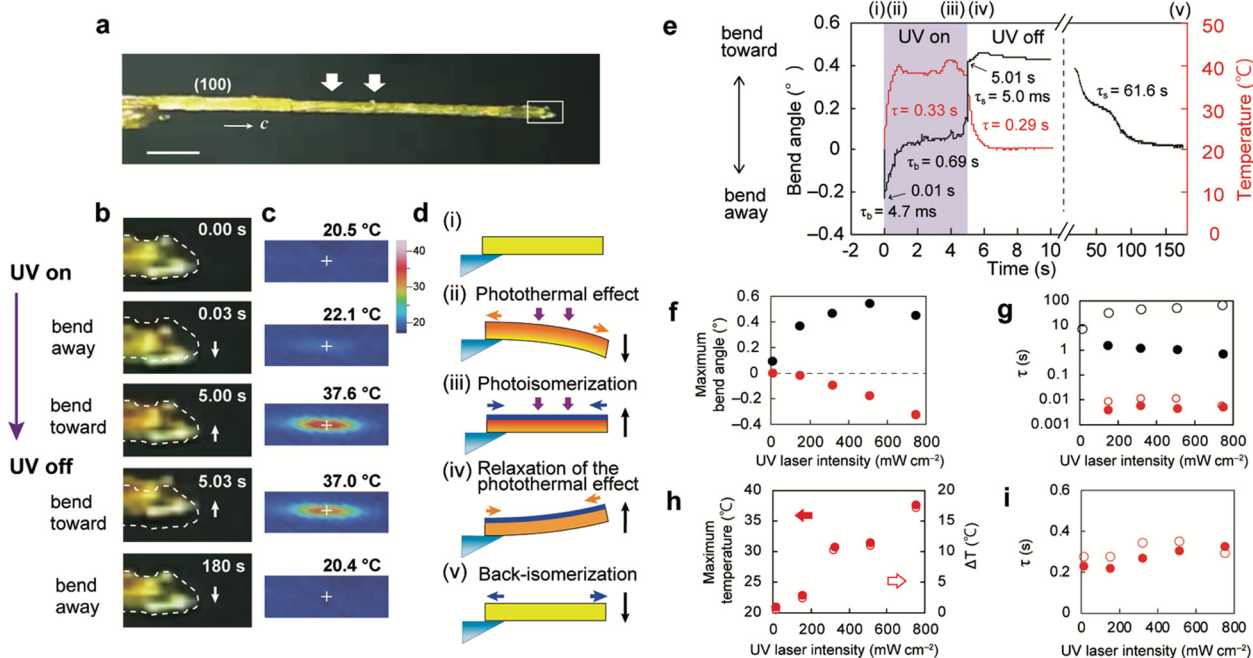 a
(100)
c
b
UV on
bend
away
bend
toward
UV off
bend
toward
bend
away
0.00 s
0.03 s
5.00 s
5.03 s
180 s
c
20.5 °C
40
30
20
22.1 °C
37.6 °C
37.0 °C
20.4 °C
d
(i)
(ii)
Photothermal effect
(iii)
Photoisomerization
(iv)
Relaxation of the
photothermal effect
(v)
Back-isomerization
e
bend
toward
bend
away
(i)(ii) (iii) (iv) (v)
UV on UV off
Bend angle (°)
0.6
0.4
0.2
0
−0.2
−0.4
τ = 0.33 s
τb = 0.69 s
0.01 s
τb = 4.7 ms
5.01 s
τs = 5.0 ms
τ = 0.29 s
τs = 61.6 s
−2 0 2 4 6 8 10 50 100 150
Time (s)
50
40
30
20
10
0
Temperature (°C)
f
Maximum
bend angle (°)
0.6
0.4
0.2
0
−0.2
−0.4
0 200 400 600 800
UV laser intensity (mW cm−2)
g
τ (s)
100
10
1
0.1
0.01
0.001
0 200 400 600 800
UV laser intensity (mW cm−2)
h
Maximum
temperature (°C)
40
35
30
25
20
20
15
10
5
0
ΔT (°C)
0 200 400 600 800
UV laser intensity (mW cm−2)
i
τ (s)
0.6
0.4
0.2
0
0 200 400 600 800
UV laser intensity (mW cm−2)